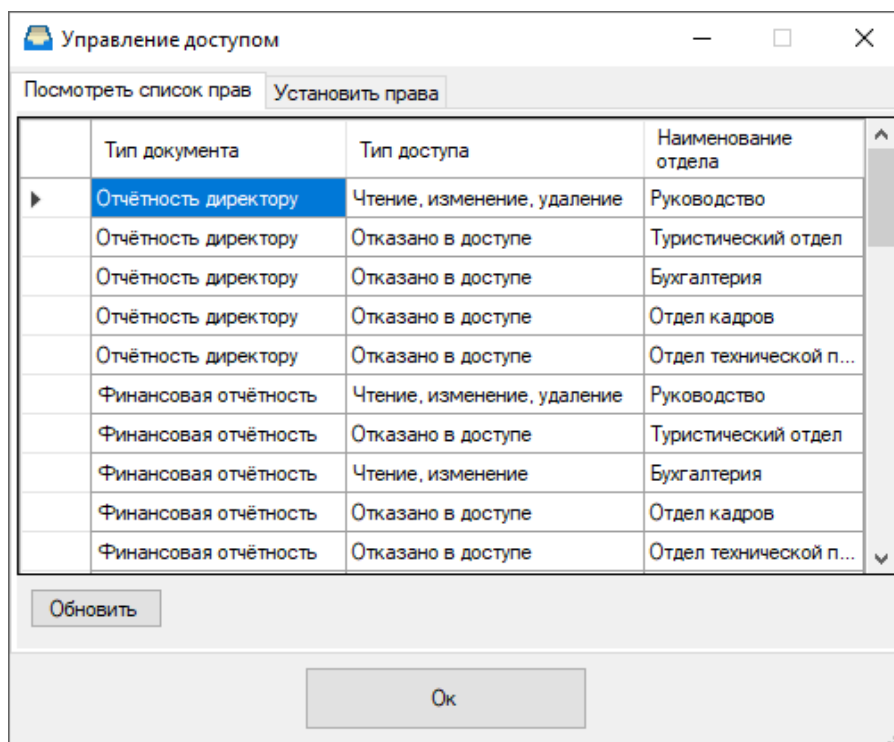 Управление доступом
Посмотреть список прав Установить права
Тип документа Тип доступа Наименование
отдела
Отчётность директору Чтение, изменение, удаление Руководство
Отчётность директору Отказано в доступе Туристический отдел
Отчётность директору Отказано в доступе Бухгалтерия
Отчётность директору Отказано в доступе Отдел кадров
Отчётность директору Отказано в доступе Отдел технической п...
Финансовая отчётность Чтение, изменение, удаление Руководство
Финансовая отчётность Отказано в доступе Туристический отдел
Финансовая отчётность Чтение, изменение Бухгалтерия
Финансовая отчётность Отказано в доступе Отдел кадров
Финансовая отчётность Отказано в доступе Отдел технической п...
Обновить
Ок